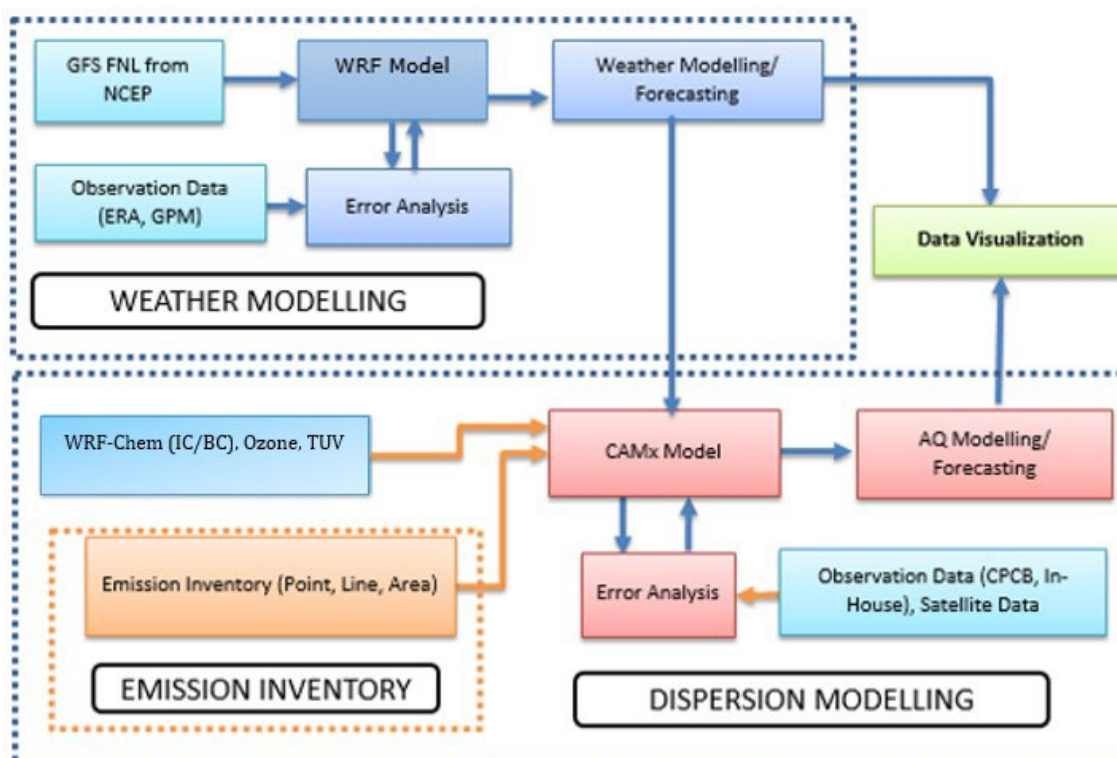 GFS FNL from
NCEP
WRF Model
Weather Modelling/
Forecasting
Observation Data
(ERA, GPM)
Error Analysis
Data Visualization
WEATHER MODELLING
WRF-Chem (IC/BC), Ozone, TUV
CAMx Model
AQ Modelling/
Forecasting
Emission Inventory (Point, Line, Area)
Error Analysis
Observation Data (CPCB, In-
House), Satellite Data
EMISSION INVENTORY
DISPERSION MODELLING